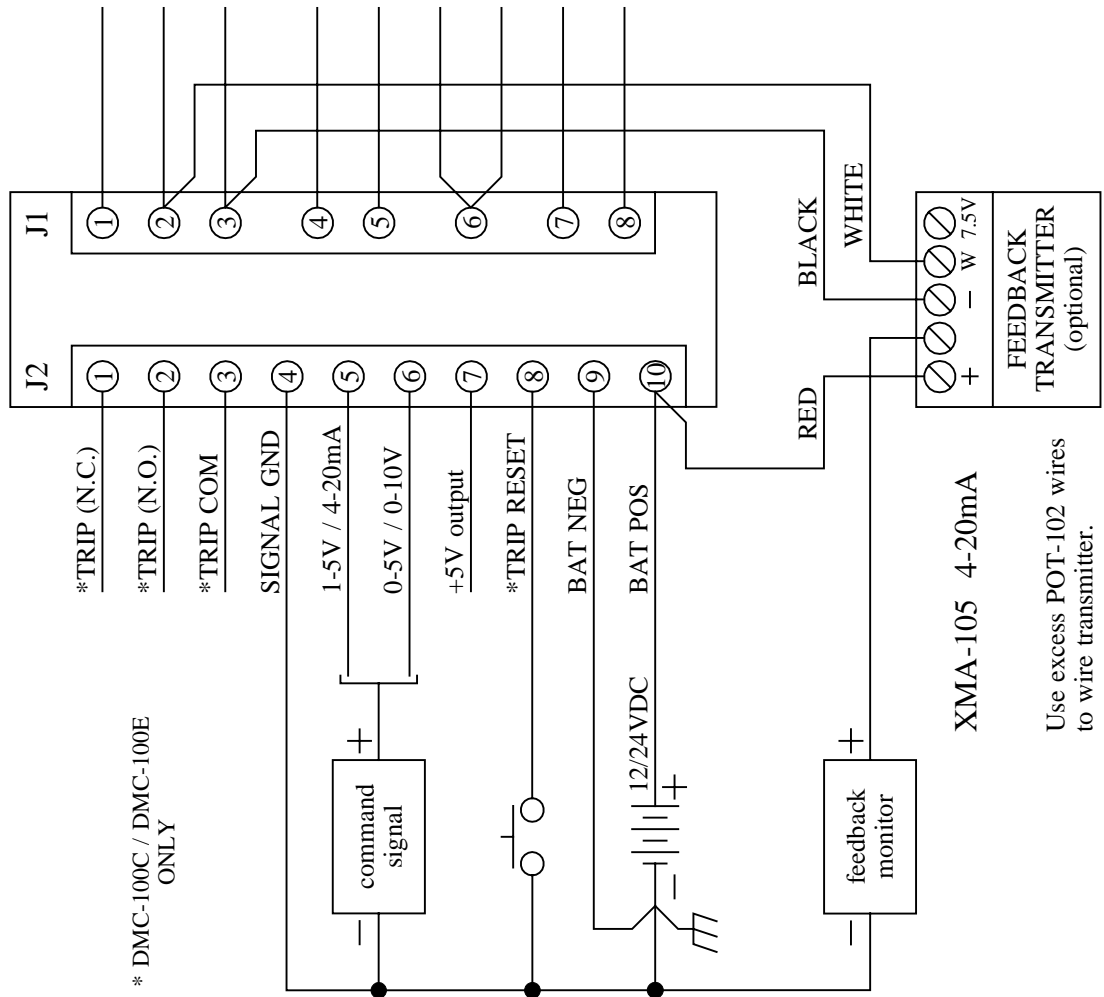 J2
1
2
3
4
5
6
7
8
9
10
J1
1
2
3
4
5
6
7
8
*TRIP (N.C.)
*TRIP (N.O.)
*TRIP COM
SIGNAL GND
1-5V / 4-20mA
0-5V / 0-10V
+5V output
*TRIP RESET
BAT NEG
BAT POS
RED
BLACK
WHITE
+
-
W
7.5V
FEEDBACK
TRANSMITTER
(optional)
* DMC-100C / DMC-100E
ONLY
-
command
signal
+
12/24VDC
-
+
-
feedback
monitor
+
XMA-105 4-20mA
Use excess POT-102 wires
to wire transmitter.